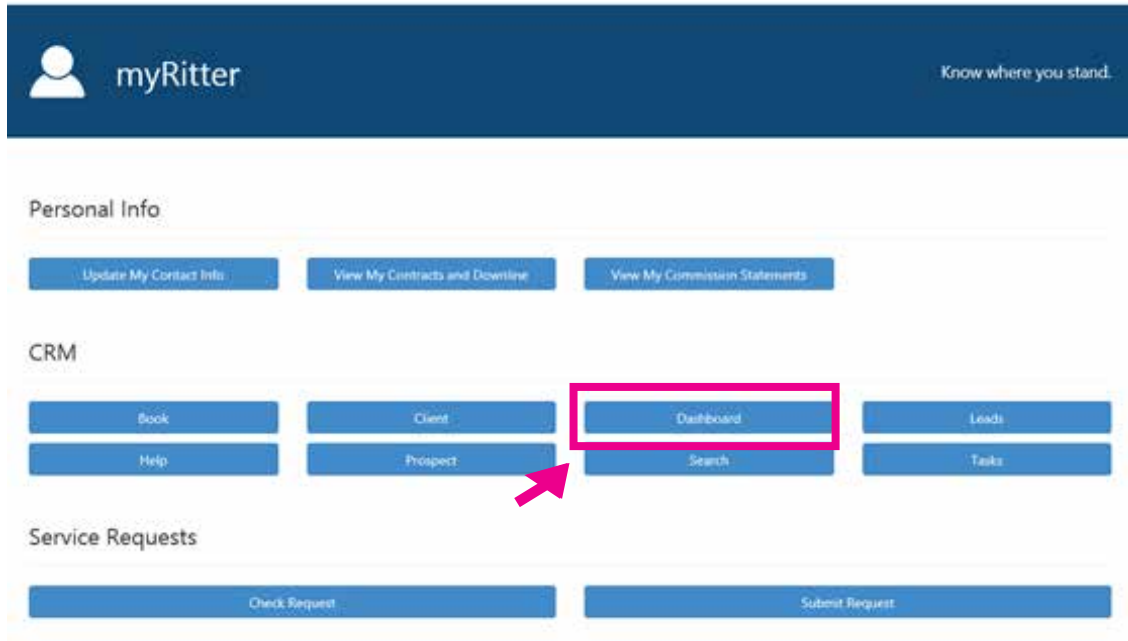 myRitter
Know where you stand.
Personal Info
Update My Contact Info View My Contracts and Downline View My Commission Statements
CRM
Book Client Dashboard Leads
Help Prospect Search Tasks
Service Requests
Check Request Submit Request